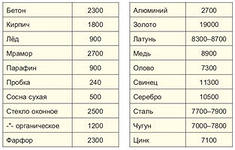 Бетон 2300
Кирпич 1800
Лёд 900
Мрамор 2700
Парафин 900
Пробка 240
Сосна сухая 500
Стекло оконное 2500
-"- органическое 1200
Фарфор 2300
Алюминий 2700
Золото 19000
Латунь 8300–8700
Медь 8900
Олово 7300
Свинец 11300
Серебро 10500
Сталь 7700–7900
Чугун 7000–7800
Цинк 7100